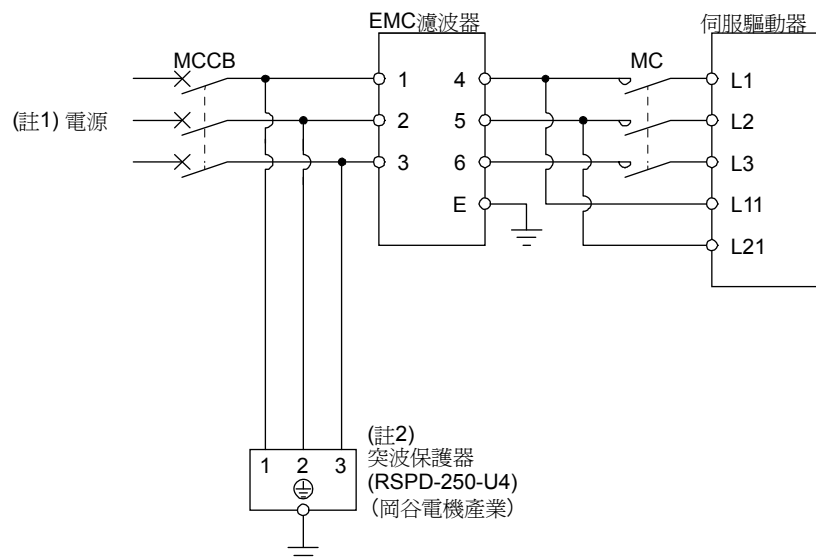 EMC濾波器
伺服驅動器
MCCB
MC
1
4
L1
(註1) 電源
2
5
L2
3
6
L3
E
L11
L21
(註2)
突波保護器
(RSPD-250-U4)
（岡谷電機產業）
1 2 3